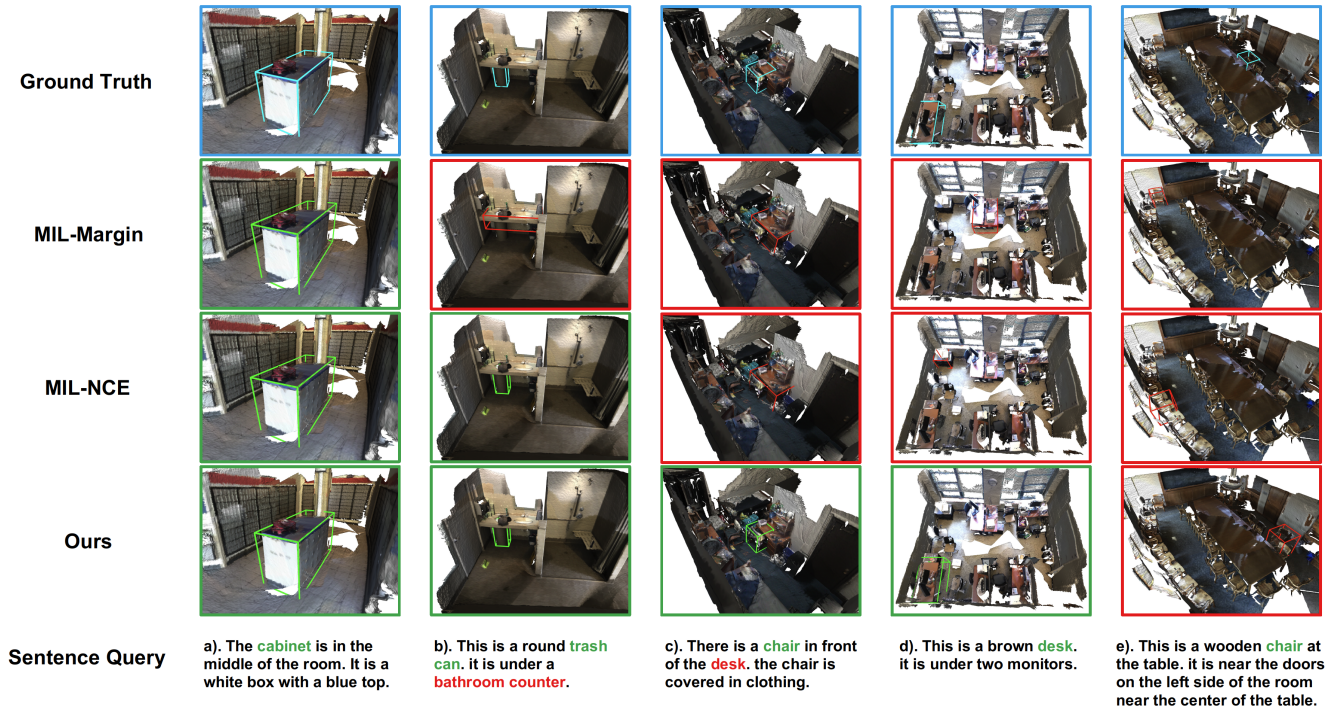 Ground Truth
MIL-Margin
MIL-NCE
Ours
Sentence Query
a). The cabinet is in the
middle of the room. It is a
white box with a blue top.
b). This is a round trash
can. it is under a
bathroom counter.
c). There is a chair in front
of the desk. the chair is
covered in clothing.
d). This is a brown desk.
it is under two monitors.
e). This is a wooden chair at
the table. it is near the doors
on the left side of the room
near the center of the table.